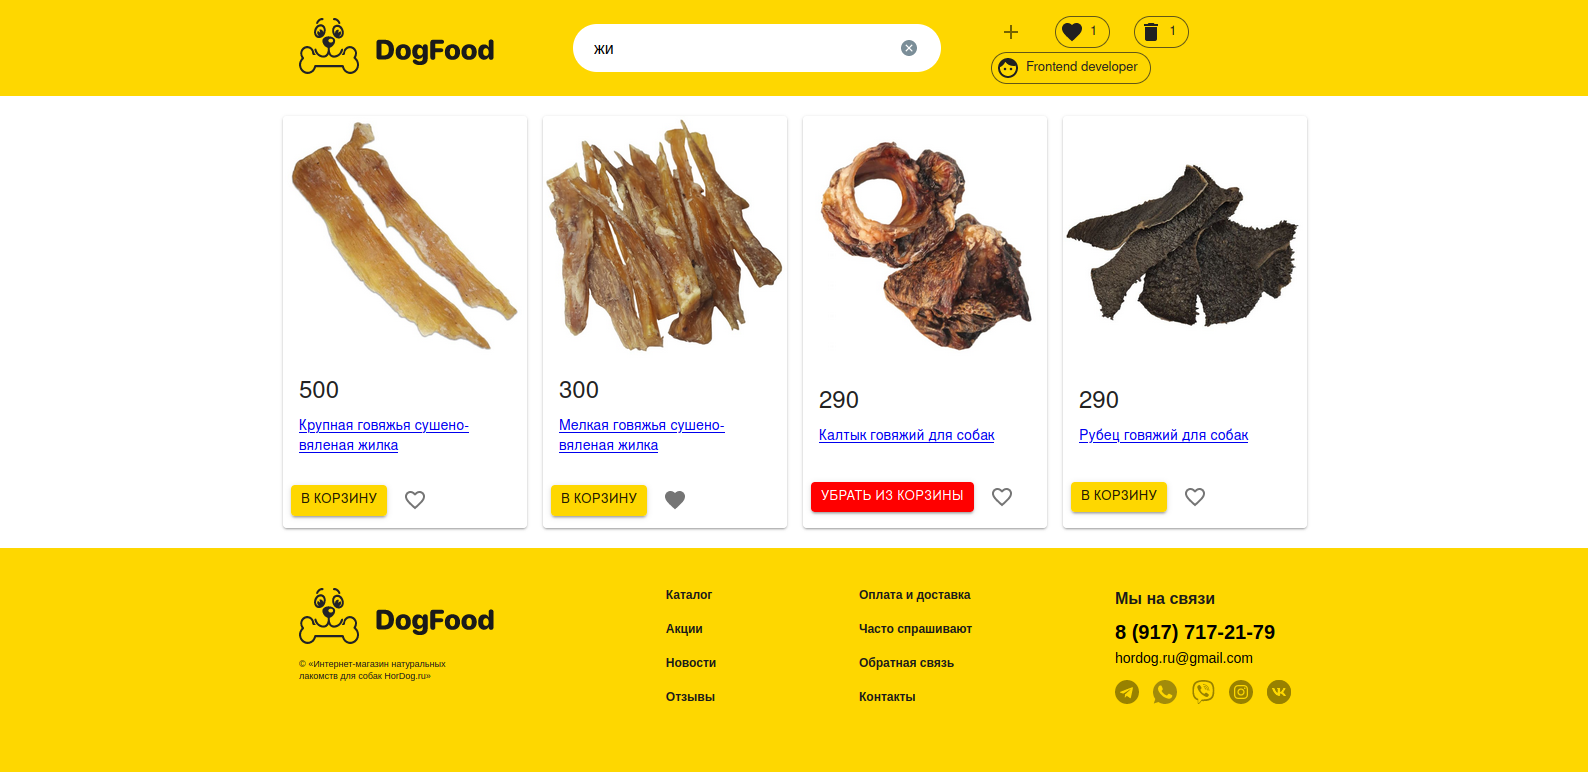 DogFood
жи
1
1
Frontend developer
500
Крупная говяжья сушено-
вяленая жилка
В КОРЗИНУ
300
Мелкая говяжья сушено-
вяленая жилка
В КОРЗИНУ
290
Калтык говяжий для собак
УБРАТЬ ИЗ КОРЗИНЫ
290
Рубец говяжий для собак
В КОРЗИНУ
DogFood
© «Интернет-магазин натуральных
лакомств для собак HorDog.ru»
Каталог
Акции
Новости
Отзывы
Оплата и доставка
Часто спрашивают
Обратная связь
Контакты
Мы на связи
8 (917) 717-21-79
hordog.ru@gmail.com